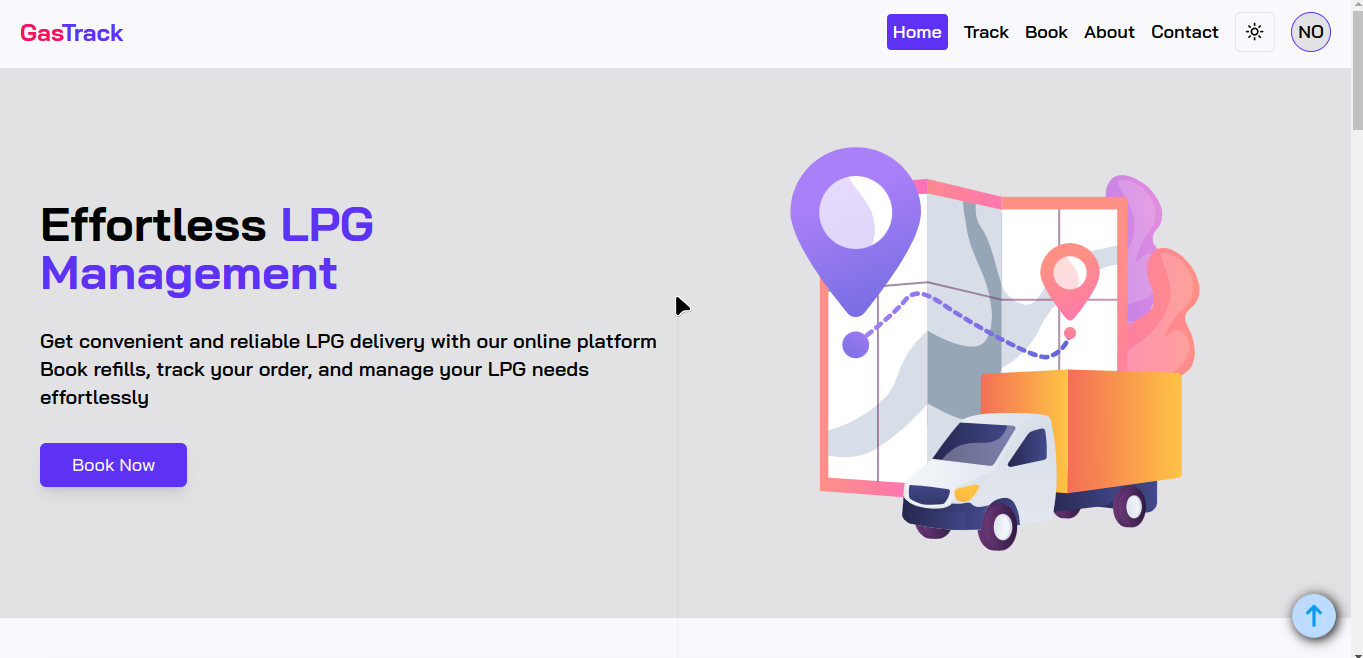 GasTrack
Home Track Book About Contact NO
Effortless LPG
Management
Get convenient and reliable LPG delivery with our online platform
Book refills, track your order, and manage your LPG needs
effortlessly
Book Now